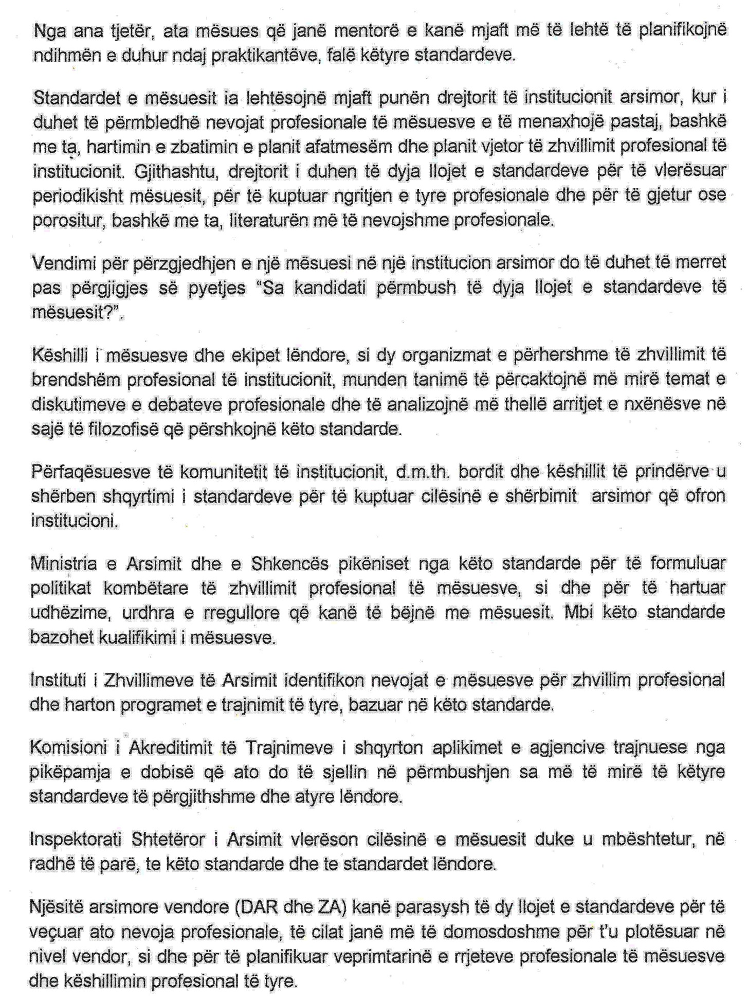 Nga ana tjetër, ata mësues që janë mentorë e kanë mjaft më të lehtë të planifikojnë
ndihmën e duhur ndaj praktikantëve, falë këtyre standardeve.
Standardet e mësuesit ia lehtësojnë mjaft punën drejtorit të institucionit arsimor, kur i
duhet të përmbledhë nevojat profesionale të mësuesve e të menaxhojë pastaj, bashkë
me ta, hartimin e zbatimin e planit afatmesëm dhe planit vjetor të zhvillimit profesional të
institucionit. Gjithashtu, drejtorit i duhen të dyja llojet e standardeve për të vlerësuar
periodikisht mësuesit, për të kuptuar ngritjen e tyre profesionale dhe për të gjetur ose
porositur, bashkë me ta, literaturën më të nevojshme profesionale.
Vendimi për përzgjedhjen e një mësuesi në një institucion arsimor do të duhet të merret
pas përgjigjes së pyetjes “Sa kandidati përmbush të dyja llojet e standardeve të
mësuesit?”.
Këshilli i mësuesve dhe ekipet lëndore, si dy organizmat e përhershme të zhvillimit të
brendshëm profesional të institucionit, munden tanimë të përcaktojnë më mirë temat e
diskutimeve e debateve profesionale dhe të analizojnë më thellë arritjet e nxënësve në
sajë të filozofisë që përshkojnë këto standarde.
Përfaqësuesve të komunitetit të institucionit, d.m.th. bordit dhe këshillit të prindërve u
shërben shqyrtimi i standardeve për të kuptuar cilësinë e shërbimit arsimor që ofron
institucioni.
Ministria e Arsimit dhe e Shkencës pikëniset nga këto standarde për të formuluar
politikat kombëtare të zhvillimit profesional të mësuesve, si dhe për të hartuar
udhëzime, urdhra e rregullore që kanë të bëjnë me mësuesit. Mbi këto standarde
bazohet kualifikimi i mësuesve.
Instituti i Zhvillimeve të Arsimit identifikon nevojat e mësuesve për zhvillim profesional
dhe harton programet e trajnimit të tyre, bazuar në këto standarde.
Komisioni i Akreditimit të Trajnimeve i shqyrton aplikimet e agjencive trajnuese nga
pikëpamja e dobisë që ato do të sjellin në përmbushjen sa më të mirë të këtyre
standardeve të përgjithshme dhe atyre lëndore.
Inspektorati Shtetëror i Arsimit vlerëson cilësinë e mësuesit duke u mbështetur, në
radhë të parë, te këto standarde dhe te standardet lëndore.
Njësitë arsimore vendore (DAR dhe ZA) kanë parasysh të dy llojet e standardeve për të
veçuar ato nevoja profesionale, të cilat janë më të domosdoshme për t’u plotësuar në
nivel vendor, si dhe për të planifikuar veprimtarinë e rrjeteve profesionale të mësuesve
dhe këshillimin profesional të tyre.